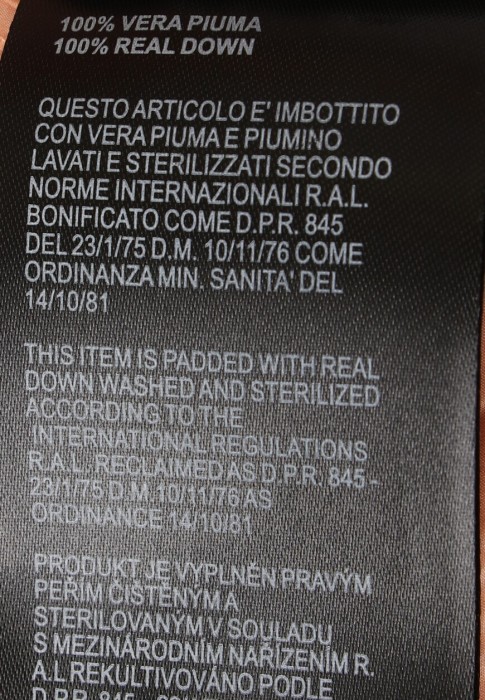 100% VERA PIUMA
100% REAL DOWN
QUESTO ARTICOLO E' IMBOTTITO
CON VERA PIUMA E PIUMINO
LAVATI E STERILIZZATI SECONDO
NORME INTERNAZIONALI R.A.L.
BONIFICATO COME D.P.R. 845
DEL 23/1/75 D.M. 10/11/76 COME
ORDINANZA MIN. SANITA' DEL
14/10/81
THIS ITEM IS PADDED WITH REAL
DOWN WASHED AND STERILIZED
ACCORDING TO THE
INTERNATIONAL REGULATIONS
R.A.L. RECLAIMED AS D.P.R. 845 -
23/1/75 D.M 10/11/76 AS
ORDINANCE 14/10/81
PRODUKT JE VYPLNĚN PRAVÝM
PEŘÍM ČIŠTĚNÝM A
STERILOVANÝM V SOULADU
S MEZINÁRODNÍM NAŘÍZENÍM R.
A.L REKULTIVOVÁNO PODLE
D.P.R. 845